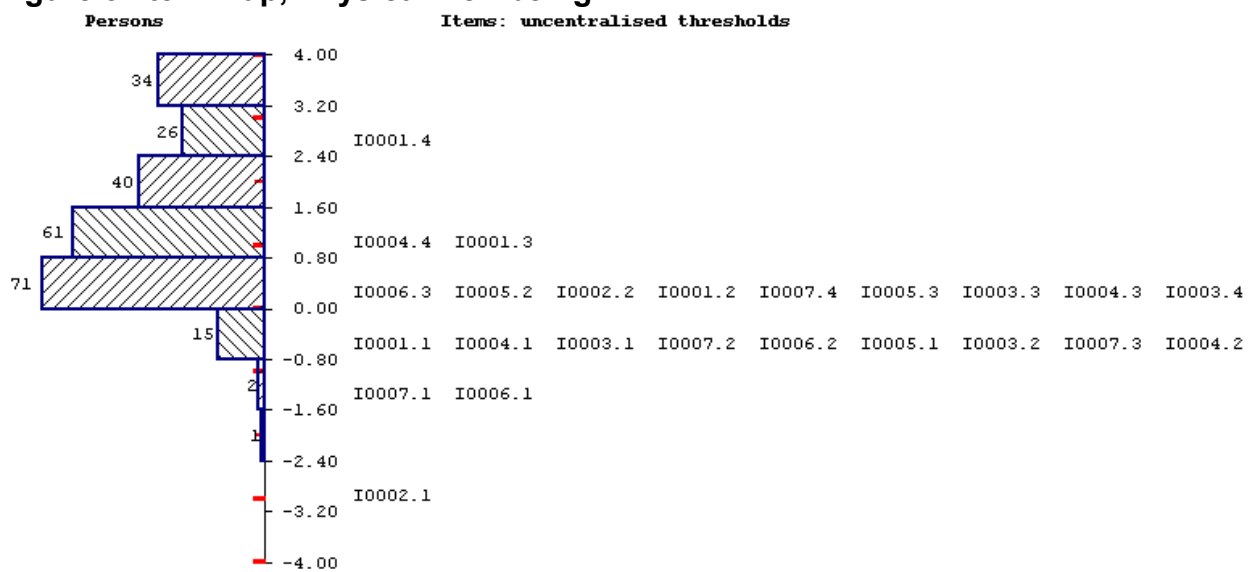 Persons Items: uncentralised thresholds
4.00
34
3.20
26 I0001.4
2.40
40
1.60
61 I0004.4 I0001.3
0.80
71 I0006.3 I0005.2 I0002.2 I0001.2 I0007.4 I0005.3 I0003.3 I0004.3 I0003.4
0.00
15 I0001.1 I0004.1 I0003.1 I0007.2 I0006.2 I0005.1 I0003.2 I0007.3 I0004.2
-0.80
2 I0007.1 I0006.1
-1.60
1
-2.40
I0002.1
-3.20
-4.00